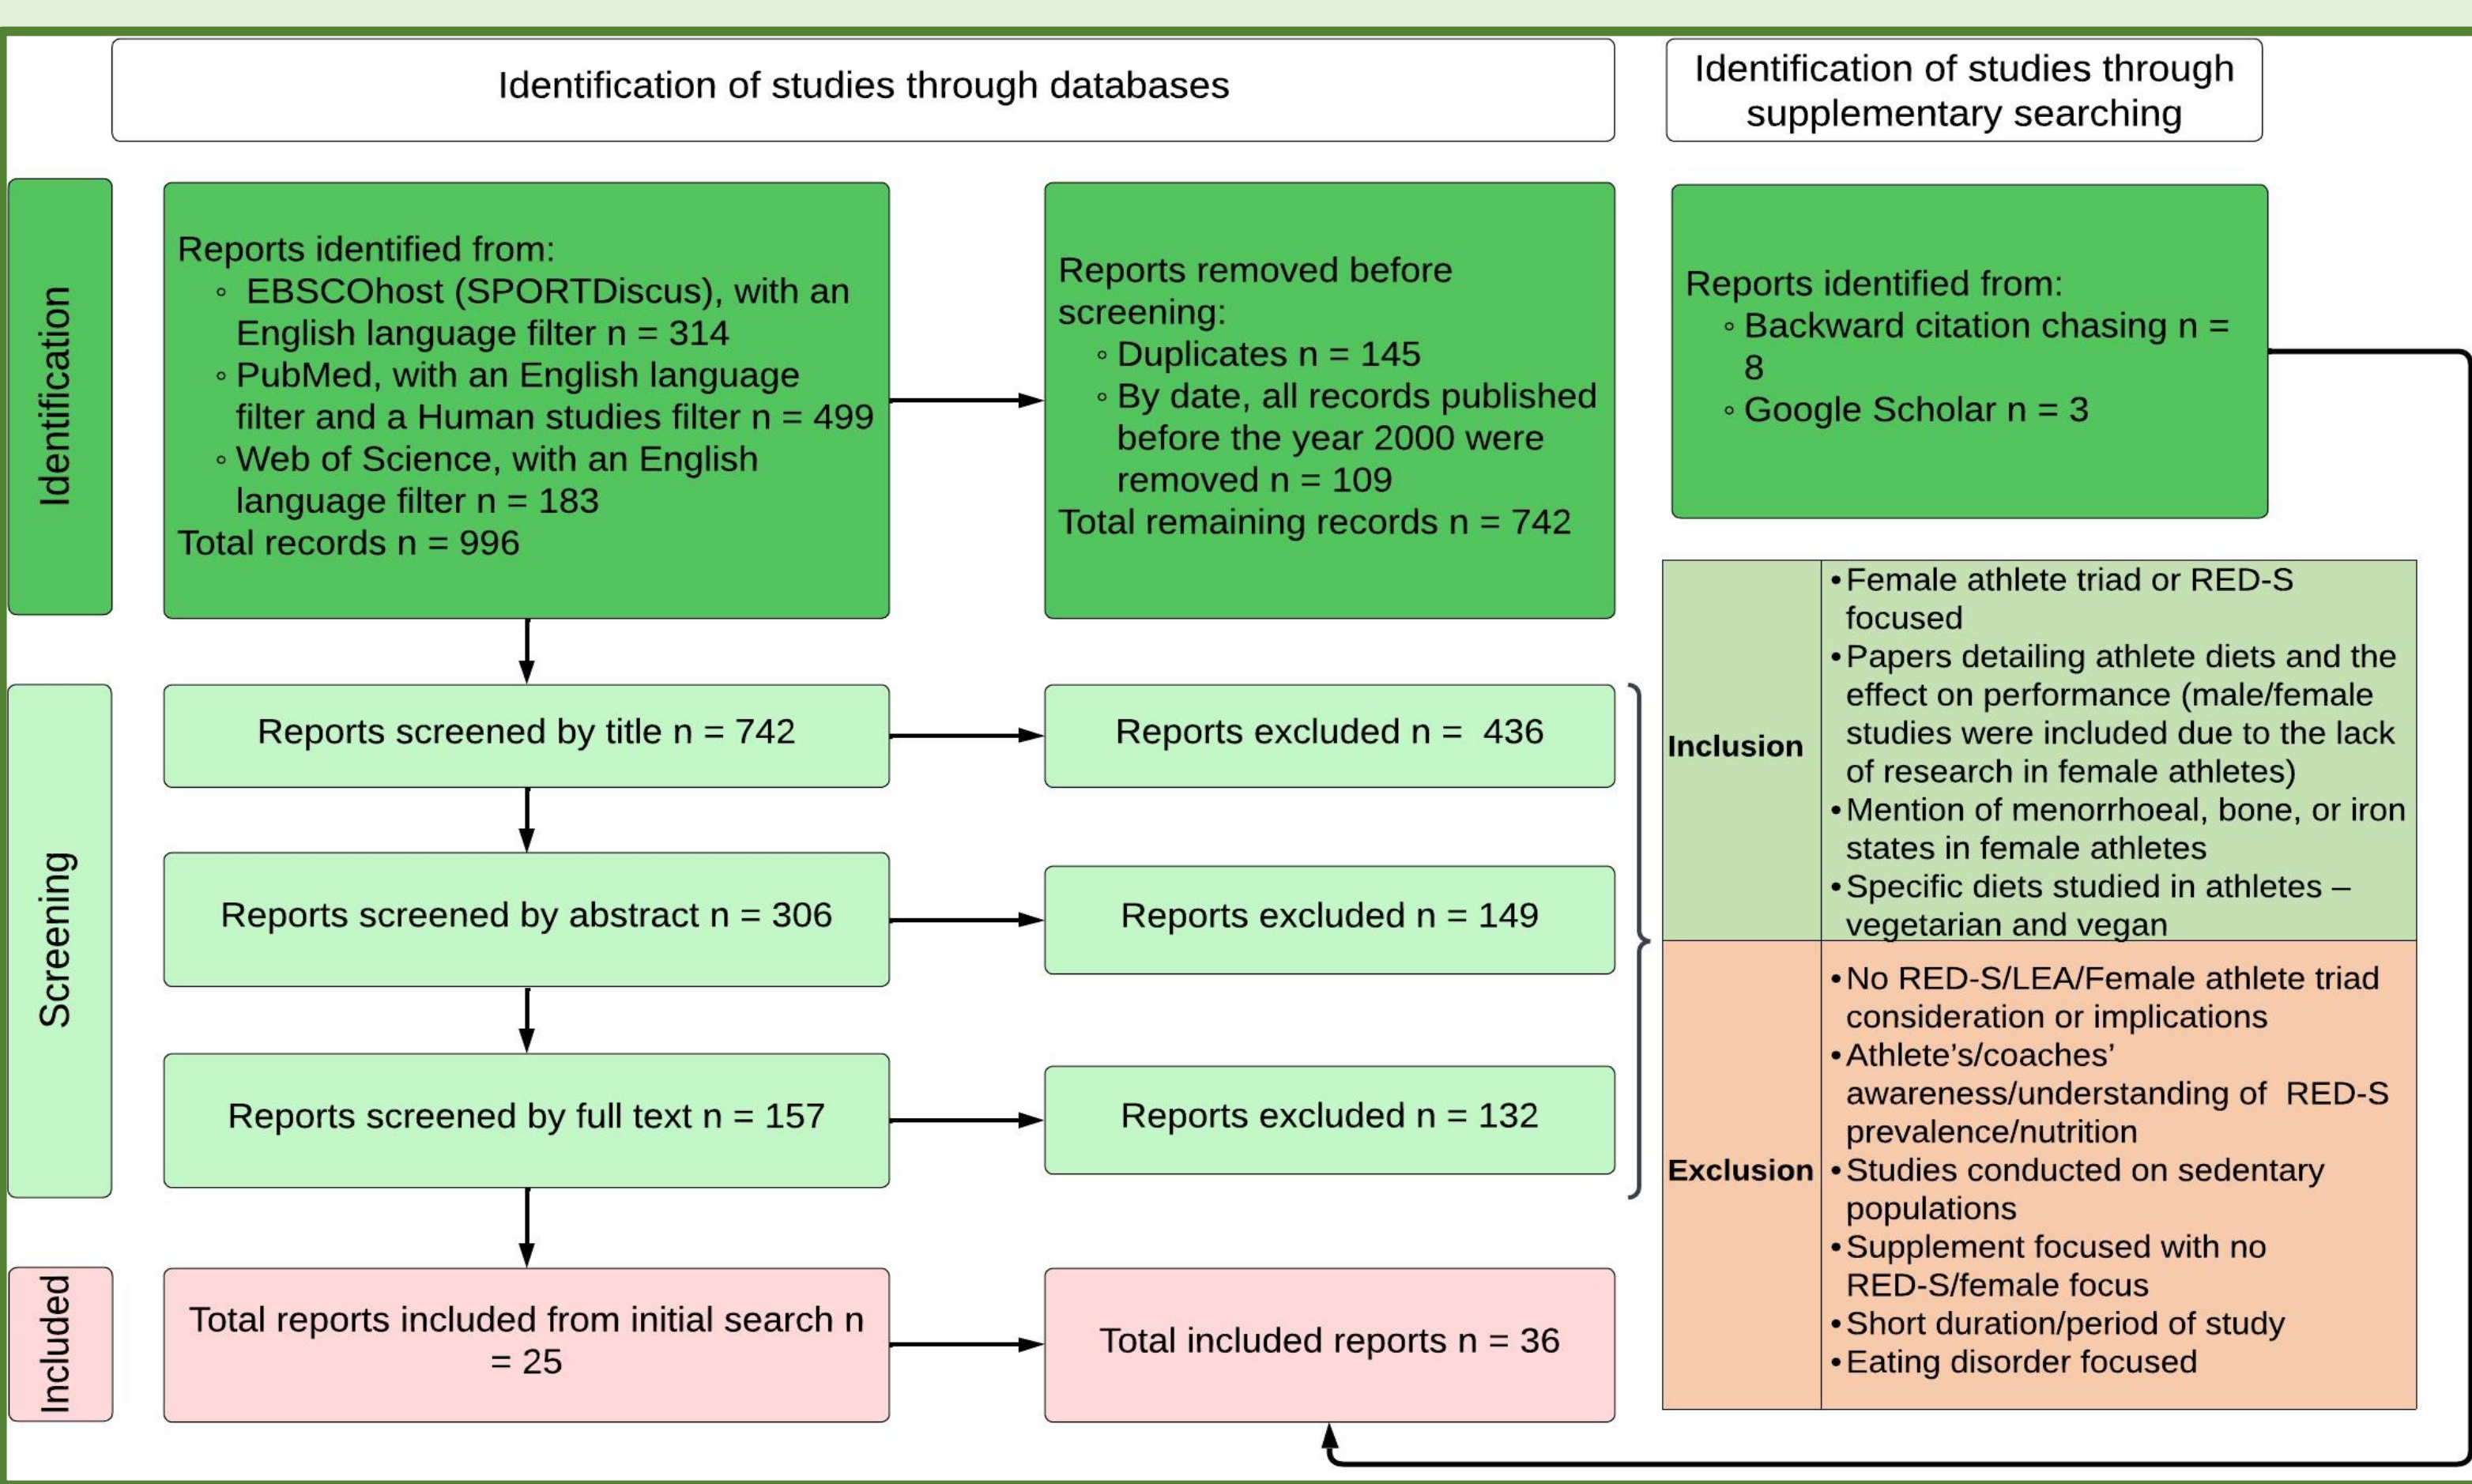 Identification of studies through databases
Identification of studies through
supplementary searching
Identification
Reports identified from:
◦ EBSCOhost (SPORTDiscus), with an
English language filter n = 314
◦ PubMed, with an English language
filter and a Human studies filter n = 499
◦ Web of Science, with an English
language filter n = 183
Total records n = 996
Reports removed before
screening:
◦ Duplicates n = 145
◦ By date, all records published
before the year 2000 were
removed n = 109
Total remaining records n = 742
Reports identified from:
◦ Backward citation chasing n =
8
◦ Google Scholar n = 3
Screening
Reports screened by title n = 742
Reports excluded n =  436
Reports screened by abstract n = 306
Reports excluded n = 149
Reports screened by full text n = 157
Reports excluded n = 132
Inclusion
•Female athlete triad or RED-S
focused
•Papers detailing athlete diets and the
effect on performance (male/female
studies were included due to the lack
of research in female athletes)
•Mention of menorrhoeal, bone, or iron
states in female athletes
•Specific diets studied in athletes –
vegetarian and vegan
Exclusion
•No RED-S/LEA/Female athlete triad
consideration or implications
•Athlete’s/coaches’
awareness/understanding of  RED-S
prevalence/nutrition
•Studies conducted on sedentary
populations
•Supplement focused with no
RED-S/female focus
•Short duration/period of study
•Eating disorder focused
Included
Total reports included from initial search n
= 25
Total included reports n = 36